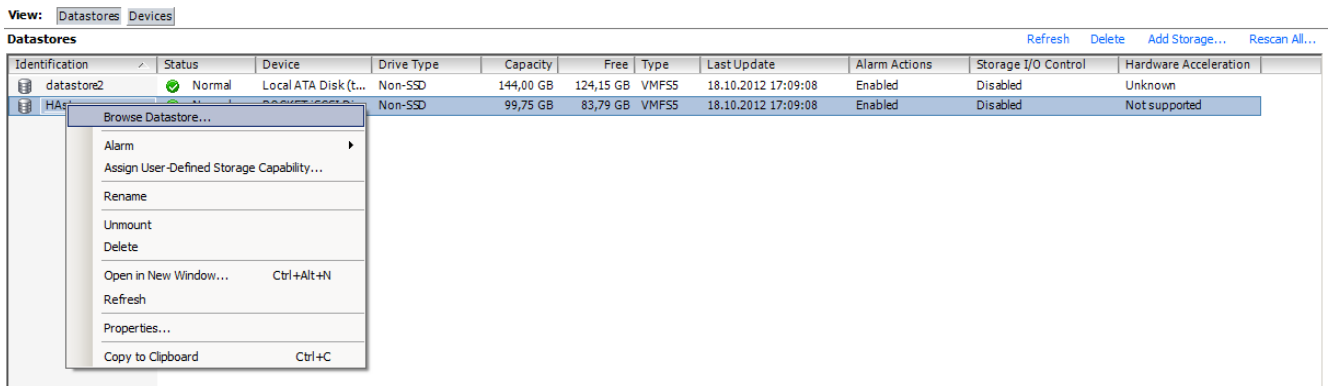 View: Datastores Devices
Datastores Refresh Delete Add Storage... Rescan All...
Identification Status Device Drive Type Capacity Free Type Last Update Alarm Actions Storage I/O Control Hardware Acceleration
datastore2 Normal Local ATA Disk (t... Non-SSD 144,00 GB 124,15 GB VMFS5 18.10.2012 17:09:08 Enabled Disabled Unknown
Non-SSD 99,75 GB 83,79 GB VMFS5 18.10.2012 17:09:08 Enabled Disabled Not supported
Browse Datastore...
Alarm
Assign User-Defined Storage Capability...
Rename
Unmount
Delete
Open in New Window... Ctrl+Alt+N
Refresh
Properties...
Copy to Clipboard Ctrl+C